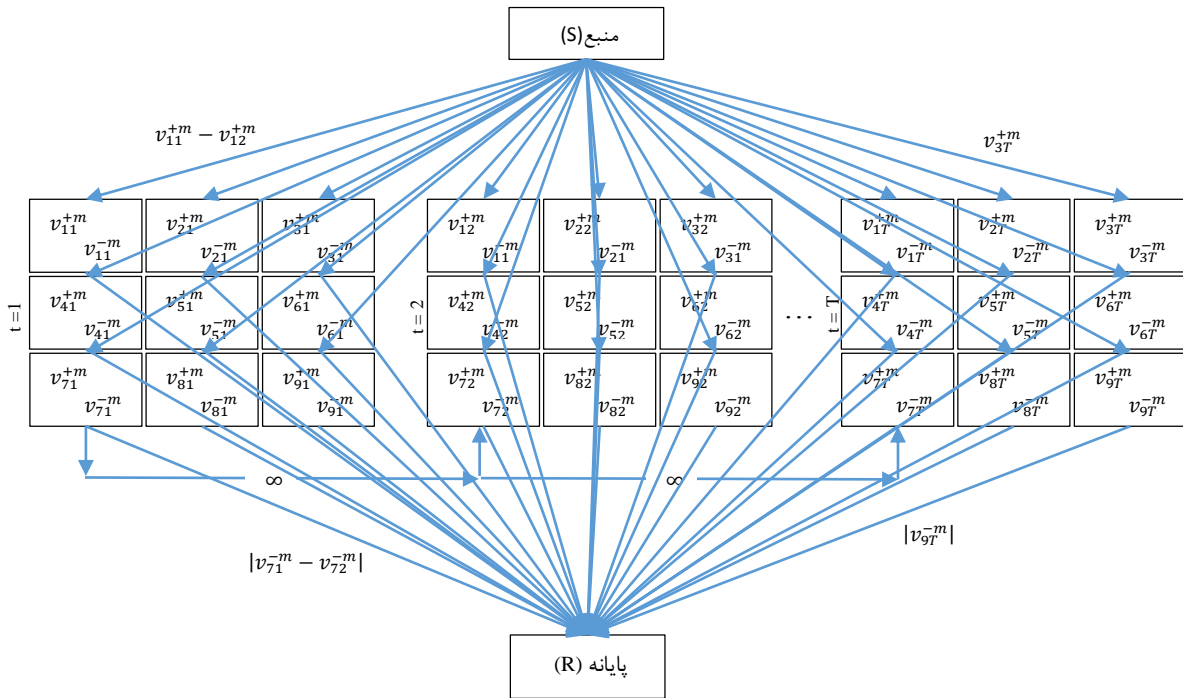 منبع(S)
$v_{11}^{+m} - v_{12}^{+m}$
$v_{3T}^{+m}$
$v_{11}^{+m}$ $v_{21}^{+m}$ $v_{31}^{+m}$ $v_{12}^{+m}$ $v_{22}^{+m}$ $v_{32}^{+m}$ $v_{1T}^{+m}$ $v_{2T}^{+m}$ $v_{3T}^{+m}$
$v_{11}^{-m}$ $v_{21}^{-m}$ $v_{31}^{-m}$ $v_{11}^{-m}$ $v_{21}^{-m}$ $v_{31}^{-m}$ $v_{1T}^{-m}$ $v_{2T}^{-m}$ $v_{3T}^{-m}$
t = 1
$v_{41}^{+m}$ $v_{51}^{+m}$ $v_{61}^{+m}$ $v_{42}^{+m}$ $v_{52}^{+m}$ $v_{62}^{+m}$ $v_{4T}^{+m}$ $v_{5T}^{+m}$ $v_{6T}^{+m}$
t = 2
...
t = T
$v_{41}^{-m}$ $v_{51}^{-m}$ $v_{61}^{-m}$ $v_{42}^{-m}$ $v_{52}^{-m}$ $v_{62}^{-m}$ $v_{4T}^{-m}$ $v_{5T}^{-m}$ $v_{6T}^{-m}$
$v_{71}^{+m}$ $v_{81}^{+m}$ $v_{91}^{+m}$ $v_{72}^{+m}$ $v_{82}^{+m}$ $v_{92}^{+m}$ $v_{7T}^{+m}$ $v_{8T}^{+m}$ $v_{9T}^{+m}$
$v_{71}^{-m}$ $v_{81}^{-m}$ $v_{91}^{-m}$ $v_{72}^{-m}$ $v_{82}^{-m}$ $v_{92}^{-m}$ $v_{7T}^{-m}$ $v_{8T}^{-m}$ $v_{9T}^{-m}$
∞ ∞
$|v_{9T}^{-m}|$
$|v_{71}^{-m} - v_{72}^{-m}|$
پایانه (R)